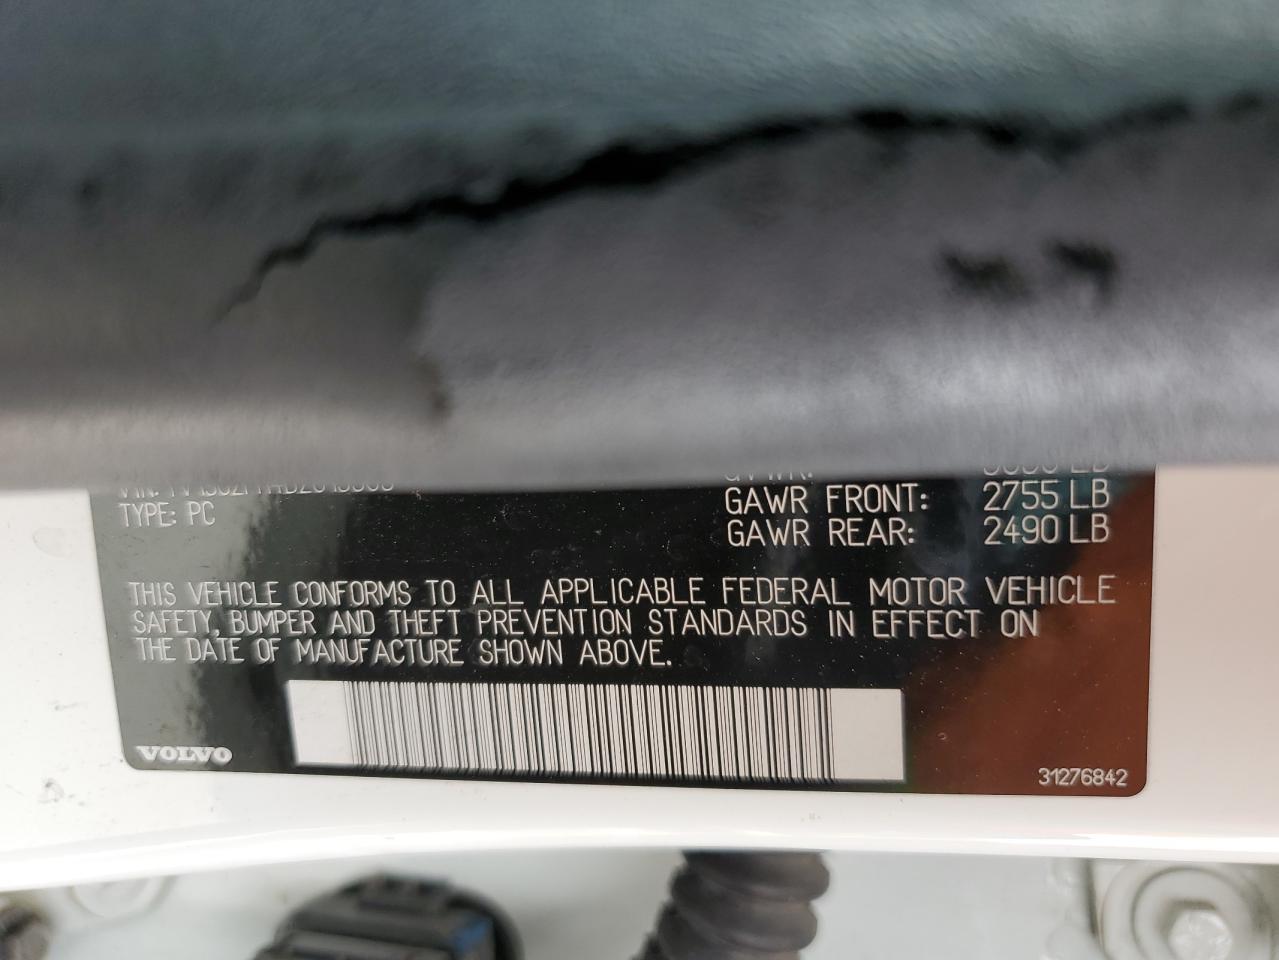 GAWR FRONT: 2755 LB
TYPE: PC
GAWR REAR: 2490 LB
THIS VEHICLE CONFORMS TO ALL APPLICABLE FEDERAL MOTOR VEHICLE
SAFETY, BUMPER AND THEFT PREVENTION STANDARDS IN EFFECT ON
THE DATE OF MANUFACTURE SHOWN ABOVE.
VOLVO
31276842